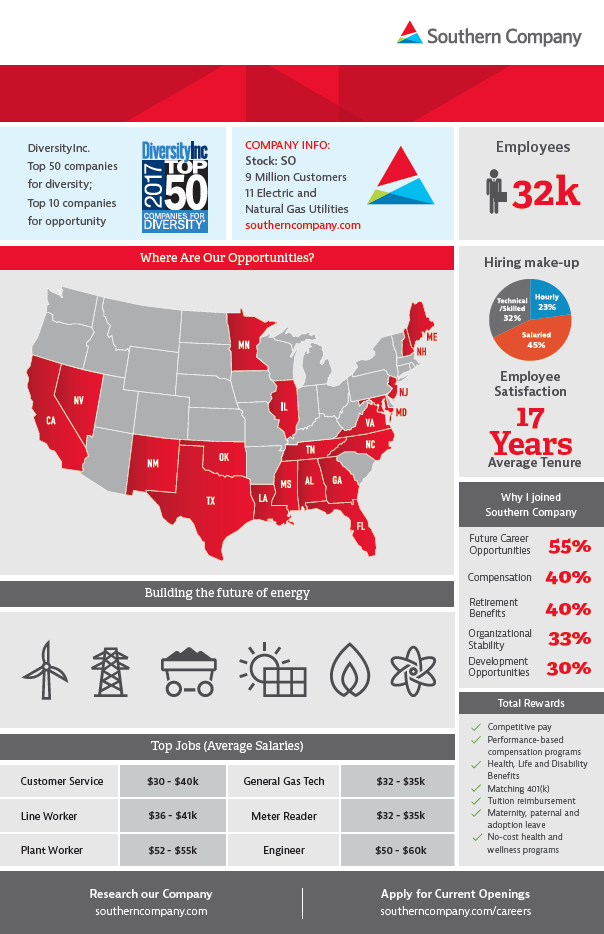 Southern Company
DiversityInc.
Top 50 companies
for diversity;
Top 10 companies
for opportunity
DiversityInc
2017
TOP
50
COMPANIES FOR
DIVERSITY
COMPANY INFO:
Stock: SO
9 Million Customers
11 Electric and
Natural Gas Utilities
southerncompany.com
Employees
32k
Where Are Our Opportunities?
MN
ME
NH
NJ
MD
VA
NC
IL
NV
CA
NM
OK
TX
TN
MS
AL
GA
LA
FL
Hiring make-up
Technical
/Skilled
32%
Hourly
23%
Salaried
45%
Employee
Satisfaction
17
Years
Average Tenure
Why I joined
Southern Company
Future Career
Opportunities
55%
Compensation
40%
Retirement
Benefits
40%
Organizational
Stability
33%
Development
Opportunities
30%
Building the future of energy
Top Jobs (Average Salaries)
Customer Service
$30 - $40k
General Gas Tech
$32 - $35k
Line Worker
$36 - $41k
Meter Reader
$32 - $35k
Plant Worker
$52 - $55k
Engineer
$50 - $60k
Total Rewards
Competitive pay
Performance-based
compensation programs
Health, Life and Disability
Benefits
Matching 401(k)
Tuition reimbursement
Maternity, paternal and
adoption leave
No-cost health and
wellness programs
Research our Company
southerncompany.com
Apply for Current Openings
southerncompany.com/careers